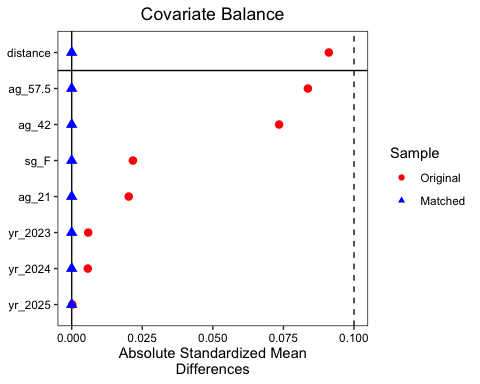 Covariate Balance
distance
ag_57.5
ag_42
sg_F
ag_21
yr_2023
yr_2024
yr_2025
0.000 0.025 0.050 0.075 0.100
Absolute Standardized Mean
Differences
Sample
Original
Matched